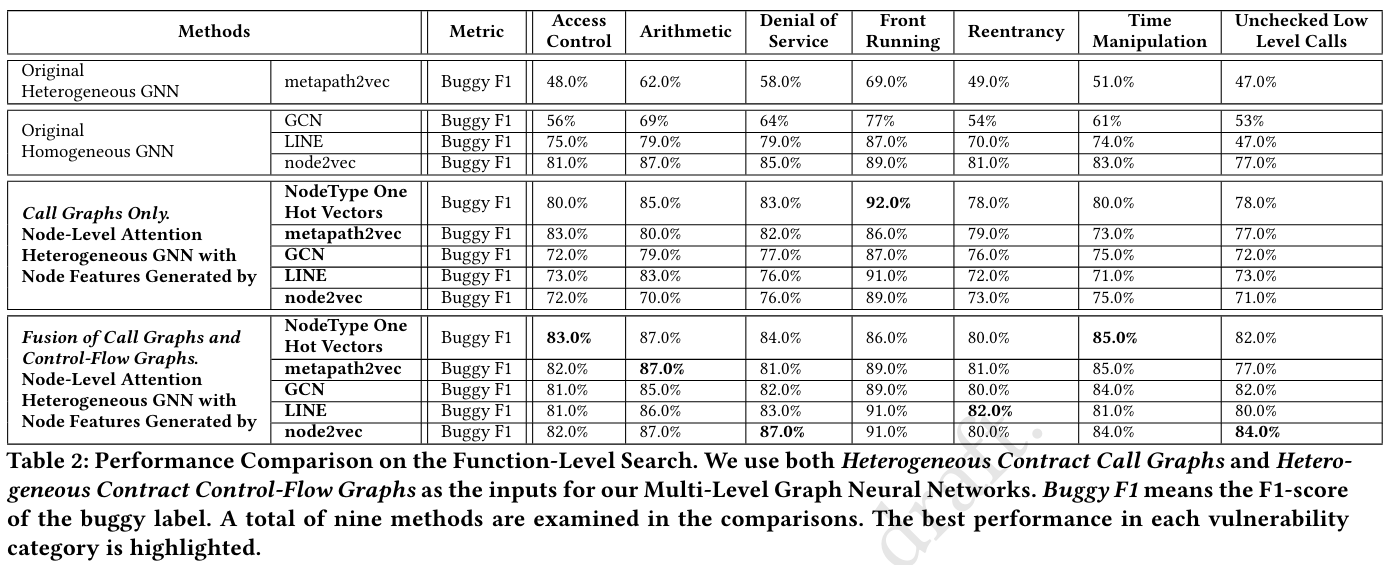 Methods Metric Access Control Arithmetic Denial of Service Front Running Reentrancy Time Manipulation Unchecked Low Level Calls
Original Heterogeneous GNN metapath2vec Buggy F1 48.0% 62.0% 58.0% 69.0% 49.0% 51.0% 47.0%
Original Homogeneous GNN GCN Buggy F1 56% 69% 64% 77% 54% 61% 53%
LINE Buggy F1 75.0% 79.0% 79.0% 87.0% 70.0% 74.0% 47.0%
node2vec Buggy F1 81.0% 87.0% 85.0% 89.0% 81.0% 83.0% 77.0%
Call Graphs Only. Node-Level Attention Heterogeneous GNN with Node Features Generated by NodeType One Hot Vectors Buggy F1 80.0% 85.0% 83.0% 92.0% 78.0% 80.0% 78.0%
metapath2vec Buggy F1 83.0% 80.0% 82.0% 86.0% 79.0% 73.0% 77.0%
GCN Buggy F1 72.0% 79.0% 77.0% 87.0% 76.0% 75.0% 72.0%
LINE Buggy F1 73.0% 83.0% 76.0% 91.0% 72.0% 71.0% 73.0%
node2vec Buggy F1 72.0% 70.0% 76.0% 89.0% 73.0% 75.0% 71.0%
Fusion of Call Graphs and Control-Flow Graphs. Node-Level Attention Heterogeneous GNN with Node Features Generated by NodeType One Hot Vectors Buggy F1 83.0% 87.0% 84.0% 86.0% 80.0% 85.0% 82.0%
metapath2vec Buggy F1 82.0% 87.0% 81.0% 89.0% 81.0% 85.0% 77.0%
GCN Buggy F1 81.0% 85.0% 82.0% 89.0% 80.0% 84.0% 82.0%
LINE Buggy F1 81.0% 86.0% 83.0% 91.0% 82.0% 81.0% 80.0%
node2vec Buggy F1 82.0% 87.0% 87.0% 91.0% 80.0% 84.0% 84.0%
Table 2: Performance Comparison on the Function-Level Search. We use both Heterogeneous Contract Call Graphs and Hetero-
geneous Contract Control-Flow Graphs as the inputs for our Multi-Level Graph Neural Networks. Buggy F1 means the F1-score
of the buggy label. A total of nine methods are examined in the comparisons. The best performance in each vulnerability
category is highlighted.
draft.